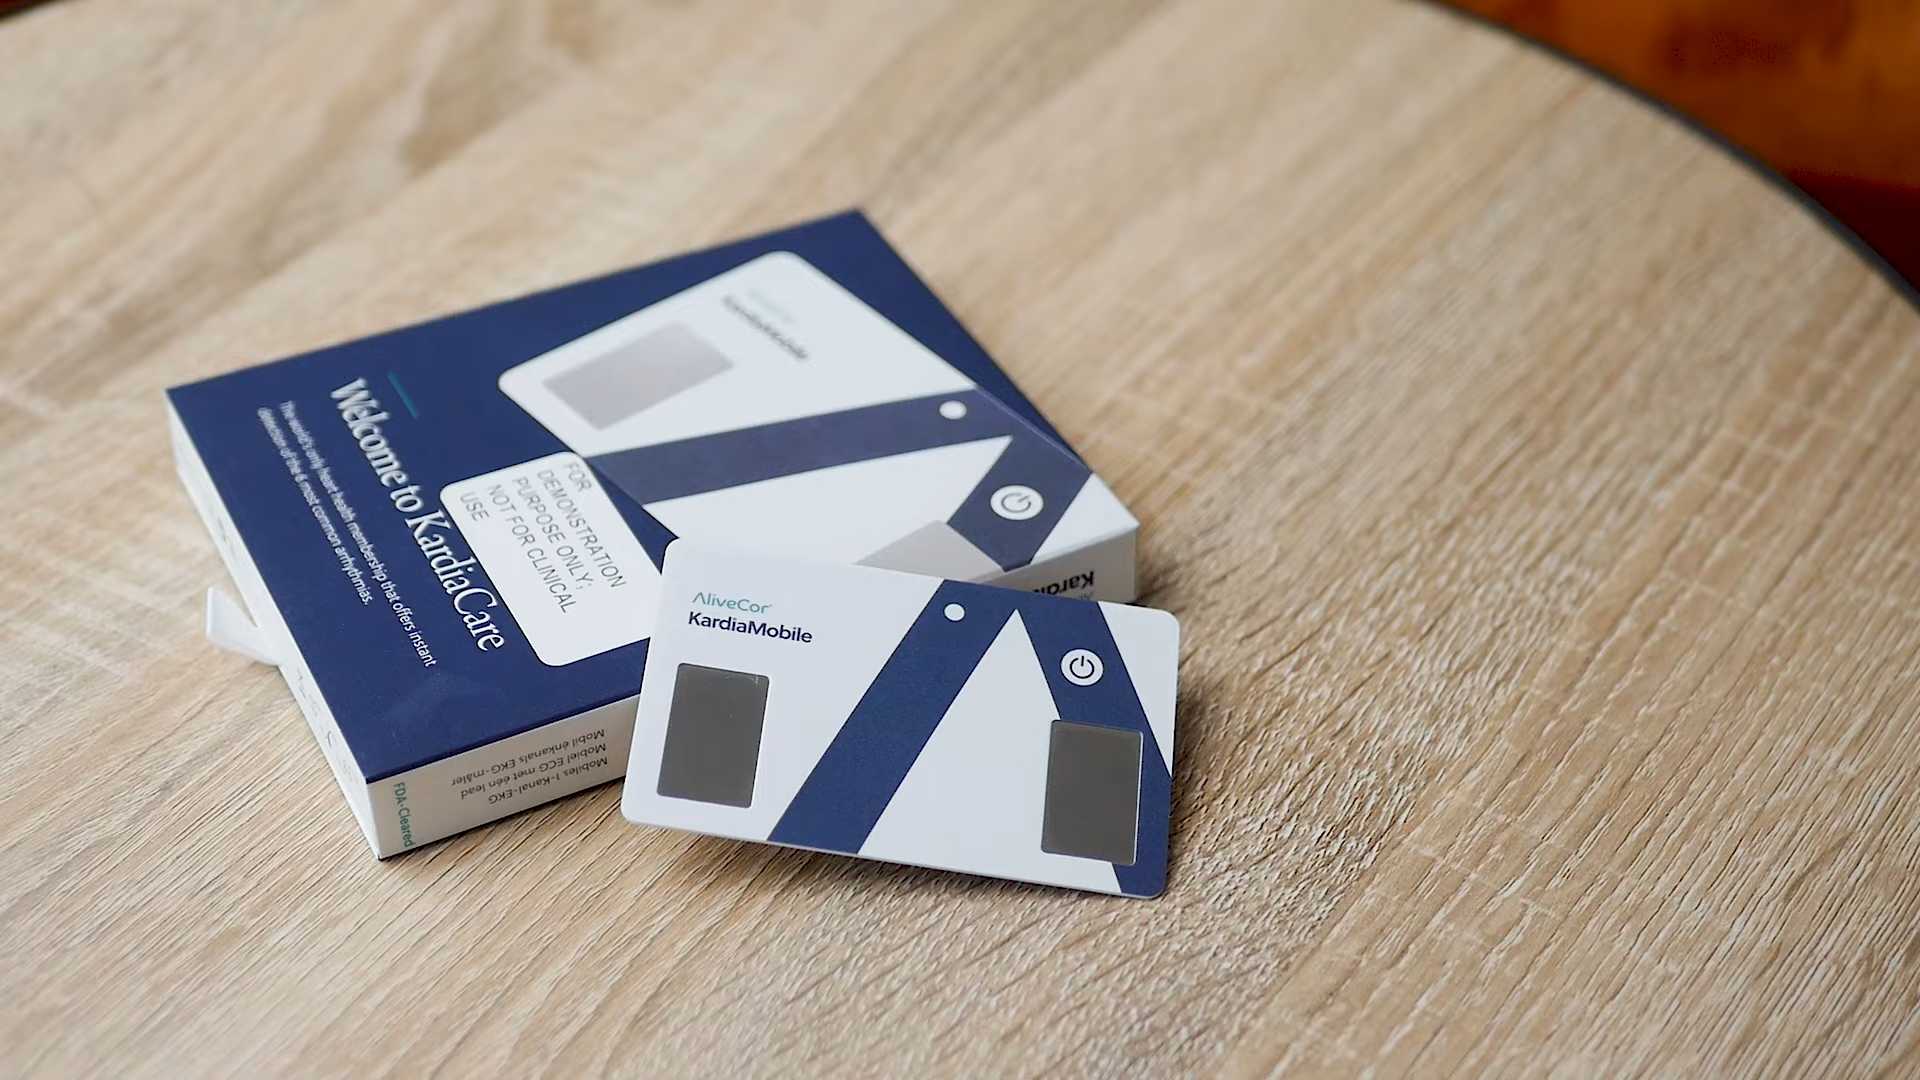 AliveCor
KardiaMobile
Welcome to KardiaCare
The world's only heart health membership that offers instant
detection of the 6 most common arrhythmias.
FOR
DEMONSTRATION
PURPOSE ONLY;
NOT FOR CLINICAL
USE
KardiaMobile
Mobiles 1-Kanal-EKG
Mobiel ECG met één lead
Mobil énkanals EKG-måler
FDA-Cleared